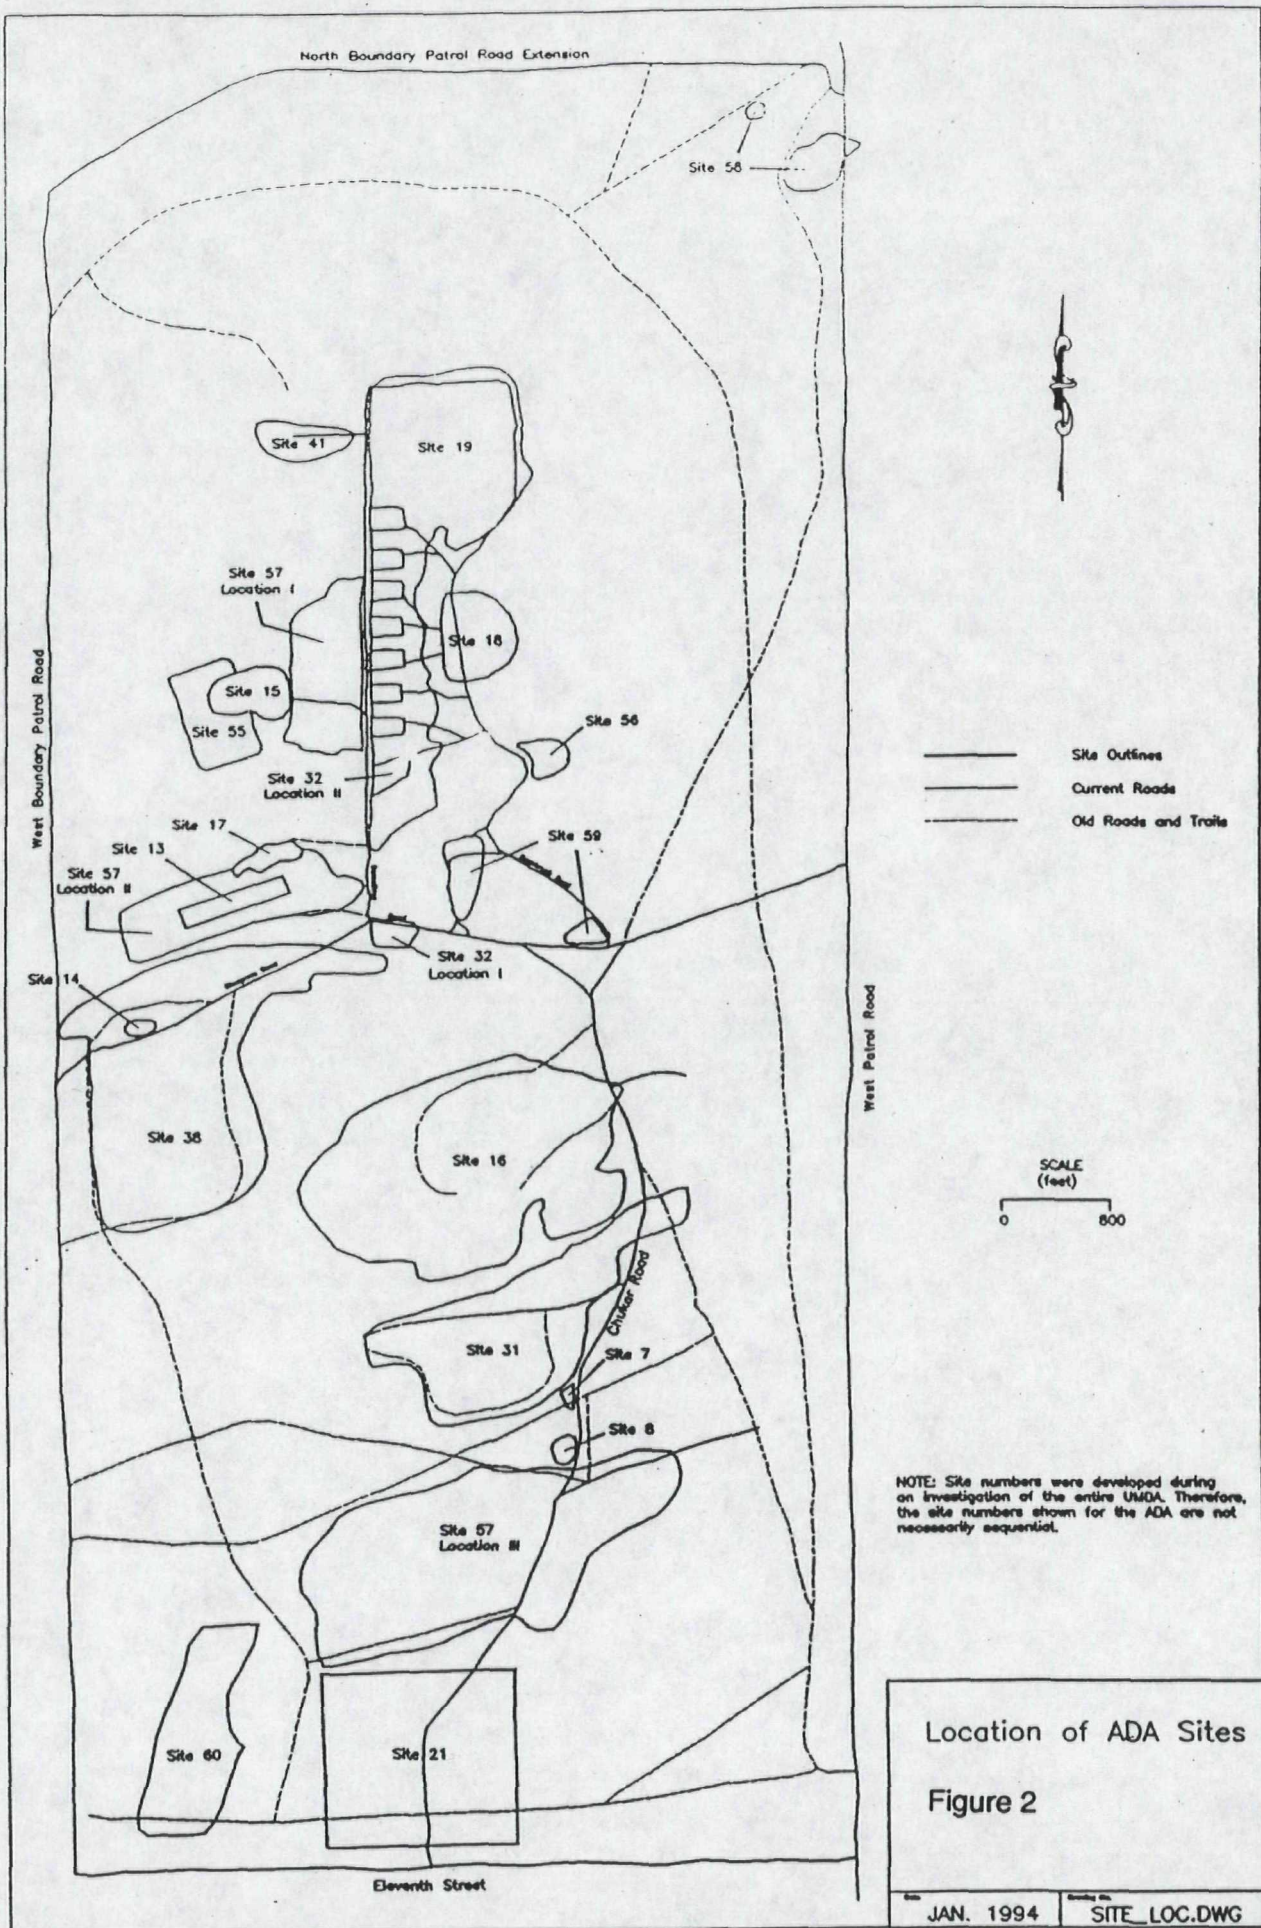 North Boundary Patrol Road Extension
Site 58
Site 41
Site 19
Site 57
Location I
Site 18
Site 15
Site 55
Site 56
Site 32
Location II
West Boundary Patrol Road
Site 17
Site 13
Site 59
Site 57
Location II
Road
Site 32
Location I
Site 14
Road
West Patrol Road
Site 38
Site 16
Chukar Road
Site 31
Site 7
Site 8
Site 57
Location III
Site 60
Site 21
Eleventh Street
Site Outlines
Current Roads
Old Roads and Trails
SCALE
(feet)
0 800
NOTE: Site numbers were developed during
an investigation of the entire UMDA. Therefore,
the site numbers shown for the ADA are not
necessarily sequential.
Location of ADA Sites
Figure 2
Date
JAN. 1994
SITE_LOC.DWG